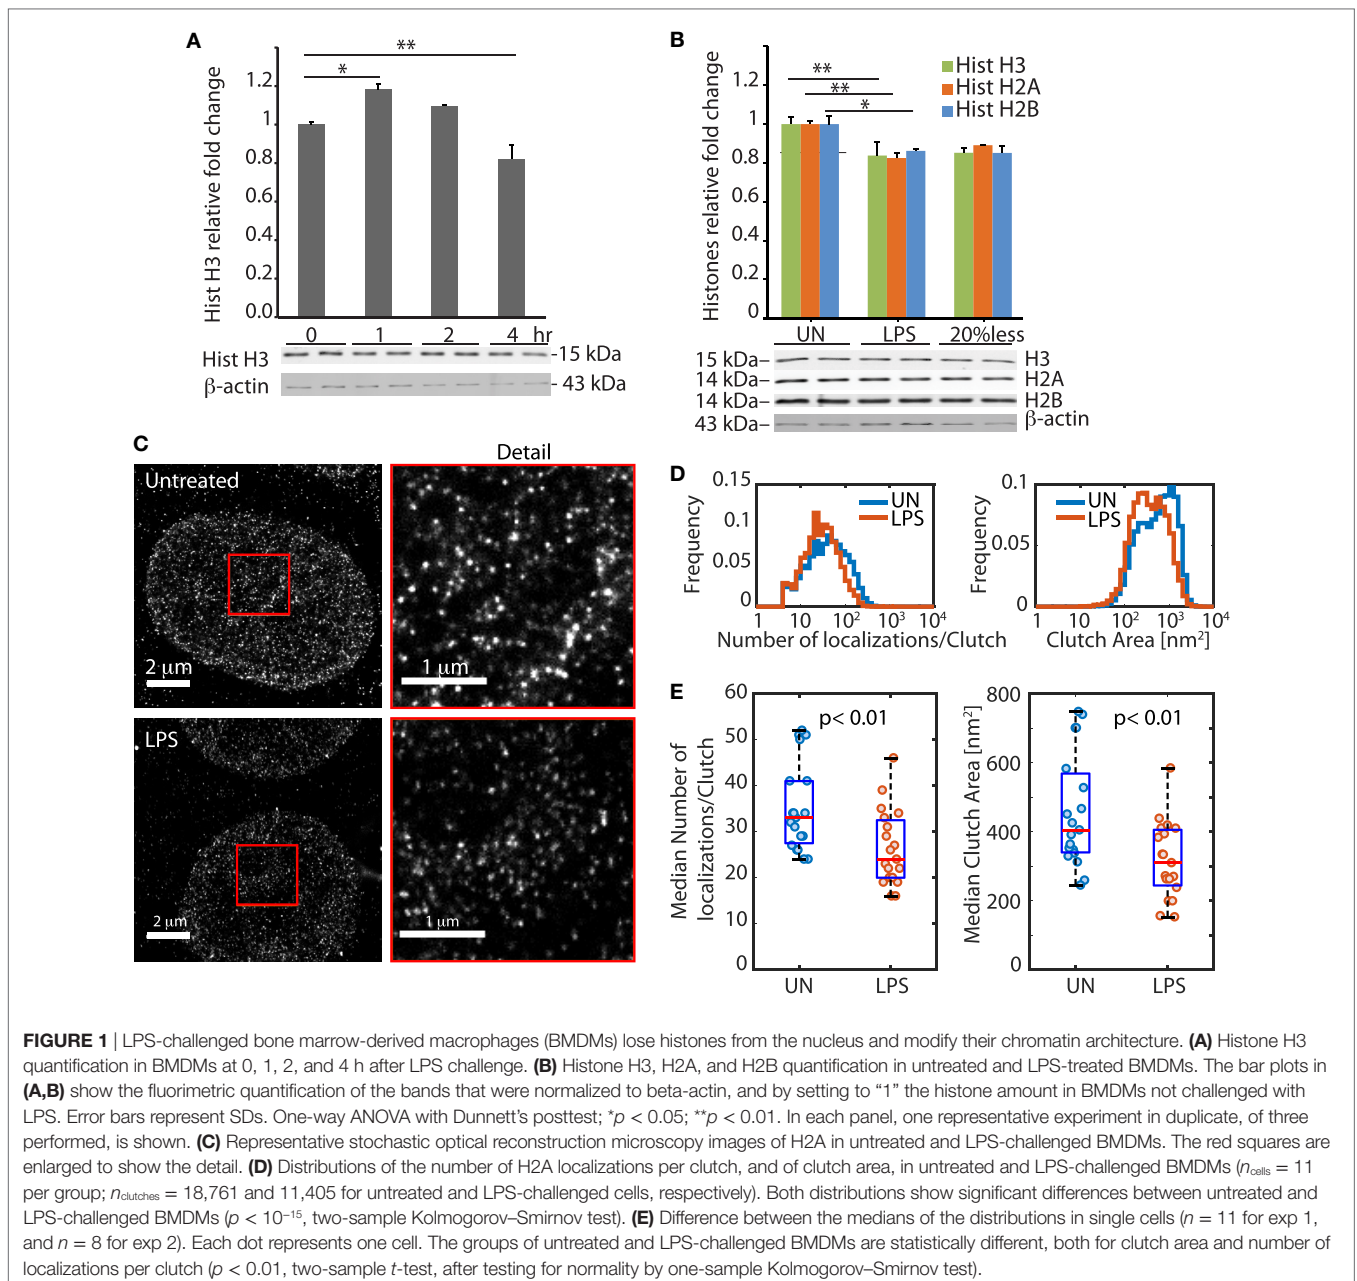 A
Hist H3 relative fold change
1.2
1
0.8
0.6
0.4
0.2
0.0
*
**
0 1 2 4 hr
Hist H3
-15 kDa
β-actin
- 43 kDa
B
Histones relative fold change
1.2
1
0.8
0.6
0.4
0.2
0
**
**
*
Hist H3
Hist H2A
Hist H2B
UN LPS 20%less
15 kDa– H3
14 kDa– H2A
14 kDa– H2B
43 kDa– β-actin
C
Detail
Untreated
2 μm
1 μm
LPS
2 μm
1 μm
D
Frequency
0.15
0.1
0.05
0
UN
LPS
1 10 10² 10³ 10⁴
Number of localizations/Clutch
Frequency
0.1
0.05
0
UN
LPS
1 10 10² 10³ 10⁴
Clutch Area [nm²]
E
Median Number of
localizations/Clutch
60
50
40
30
20
10
0
p< 0.01
UN LPS
Median Clutch Area [nm²]
800
600
400
200
0
p< 0.01
UN LPS
FIGURE 1 | LPS-challenged bone marrow-derived macrophages (BMDMs) lose histones from the nucleus and modify their chromatin architecture. (A) Histone H3
quantification in BMDMs at 0, 1, 2, and 4 h after LPS challenge. (B) Histone H3, H2A, and H2B quantification in untreated and LPS-treated BMDMs. The bar plots in
(A,B) show the fluorimetric quantification of the bands that were normalized to beta-actin, and by setting to “1” the histone amount in BMDMs not challenged with
LPS. Error bars represent SDs. One-way ANOVA with Dunnett’s posttest; *p < 0.05; **p < 0.01. In each panel, one representative experiment in duplicate, of three
performed, is shown. (C) Representative stochastic optical reconstruction microscopy images of H2A in untreated and LPS-challenged BMDMs. The red squares are
enlarged to show the detail. (D) Distributions of the number of H2A localizations per clutch, and of clutch area, in untreated and LPS-challenged BMDMs (ncells = 11
per group; nclutches = 18,761 and 11,405 for untreated and LPS-challenged cells, respectively). Both distributions show significant differences between untreated and
LPS-challenged BMDMs (p < 10⁻¹⁵, two-sample Kolmogorov–Smirnov test). (E) Difference between the medians of the distributions in single cells (n = 11 for exp 1,
and n = 8 for exp 2). Each dot represents one cell. The groups of untreated and LPS-challenged BMDMs are statistically different, both for clutch area and number of
localizations per clutch (p < 0.01, two-sample t-test, after testing for normality by one-sample Kolmogorov–Smirnov test).